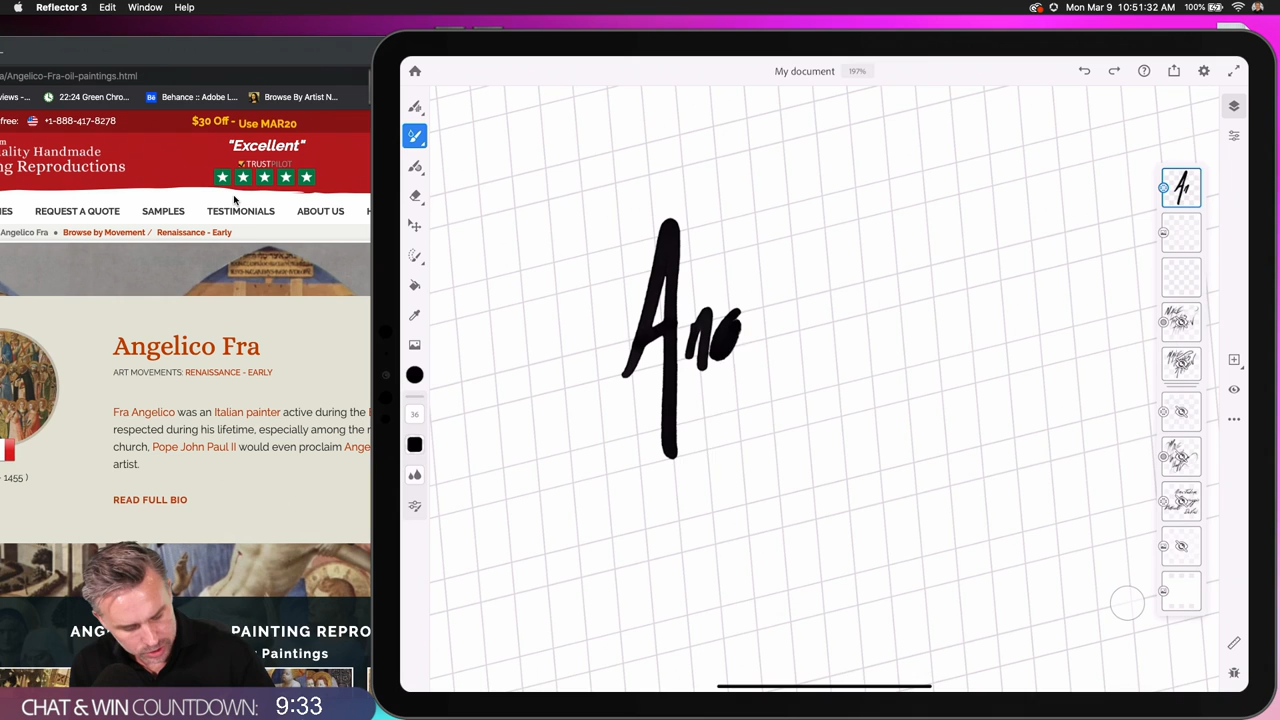 Reflector 3 Edit Window Help
Mon Mar 9 10:51:32 AM 100%
a/Angelico-Fra-oil-paintings.html
views -... 22:24 Green Chro... Behance :: Adobe L... Browse By Artist N...
free: +1-888-417-8278
$30 Off - Use MAR20
"Excellent"
TRUSTPILOT
ality Handmade
ng Reproductions
IES REQUEST A QUOTE SAMPLES TESTIMONIALS ABOUT US H
Angelico Fra Browse by Movement / Renaissance - Early
Angelico Fra
ART MOVEMENTS: RENAISSANCE - EARLY
Fra Angelico was an Italian painter active during the
respected during his lifetime, especially among the
church, Pope John Paul II would even proclaim Ange
artist.
- 1455 )
READ FULL BIO
ANG PAINTING REPRO
Paintings
CHAT & WIN COUNTDOWN: 9:33
My document 197%
36
An